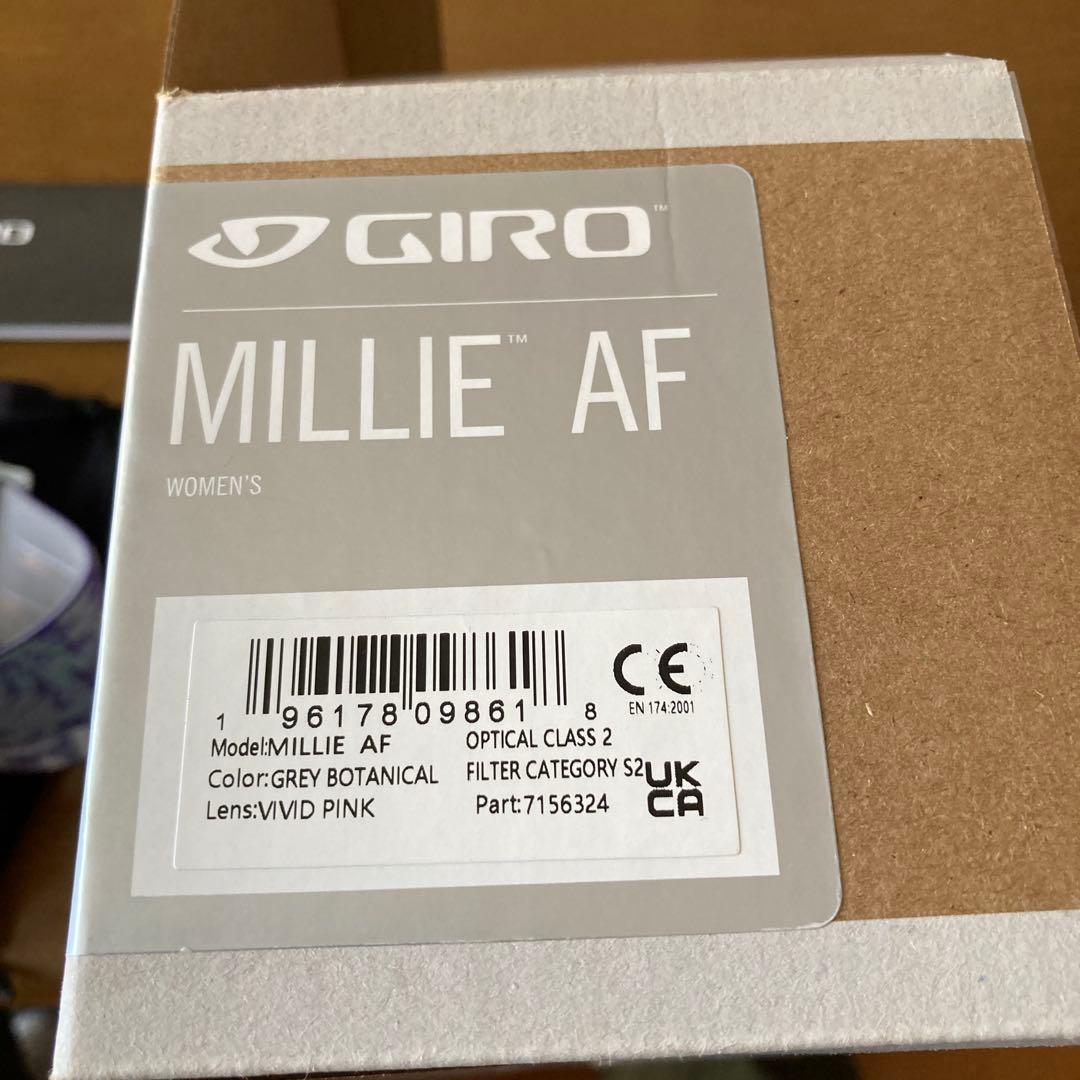 GIRO™
MILLIE™ AF
WOMEN'S
1 96178 09861 8
CE
EN 174:2001
Model:MILLIE AF
OPTICAL CLASS 2
Color:GREY BOTANICAL
FILTER CATEGORY S2
UK
CA
Lens:VIVID PINK
Part:7156324